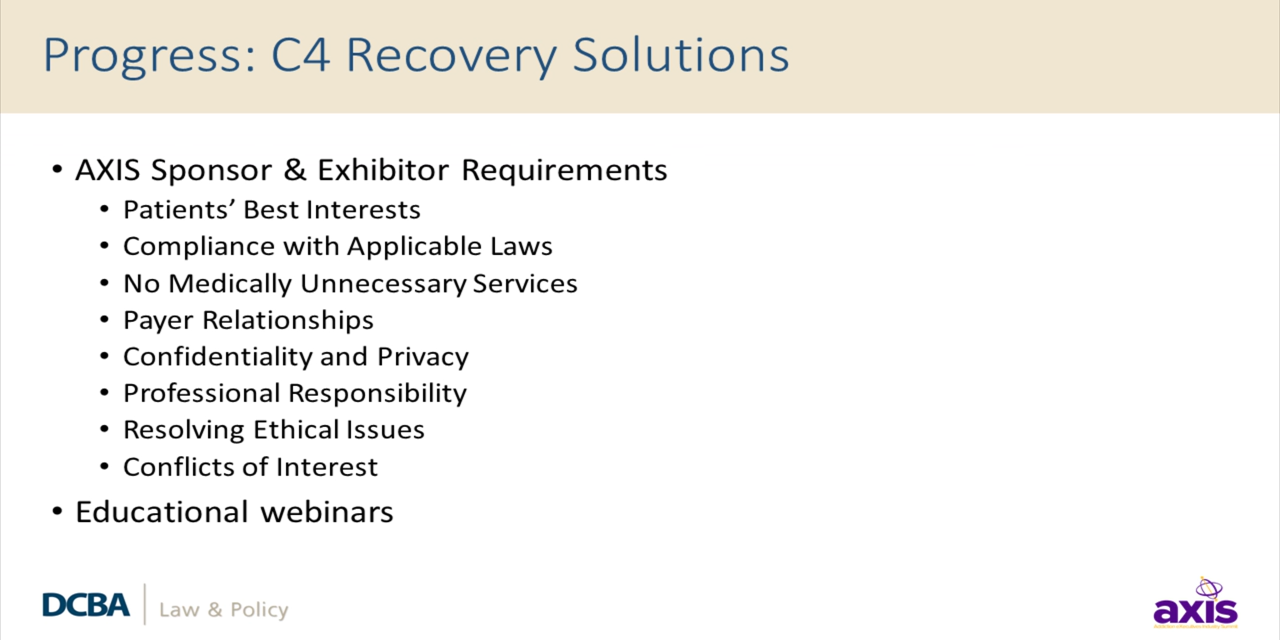 Progress: C4 Recovery Solutions
• AXIS Sponsor & Exhibitor Requirements
• Patients’ Best Interests
• Compliance with Applicable Laws
• No Medically Unnecessary Services
• Payer Relationships
• Confidentiality and Privacy
• Professional Responsibility
• Resolving Ethical Issues
• Conflicts of Interest
• Educational webinars
DCBA | Law & Policy
axis